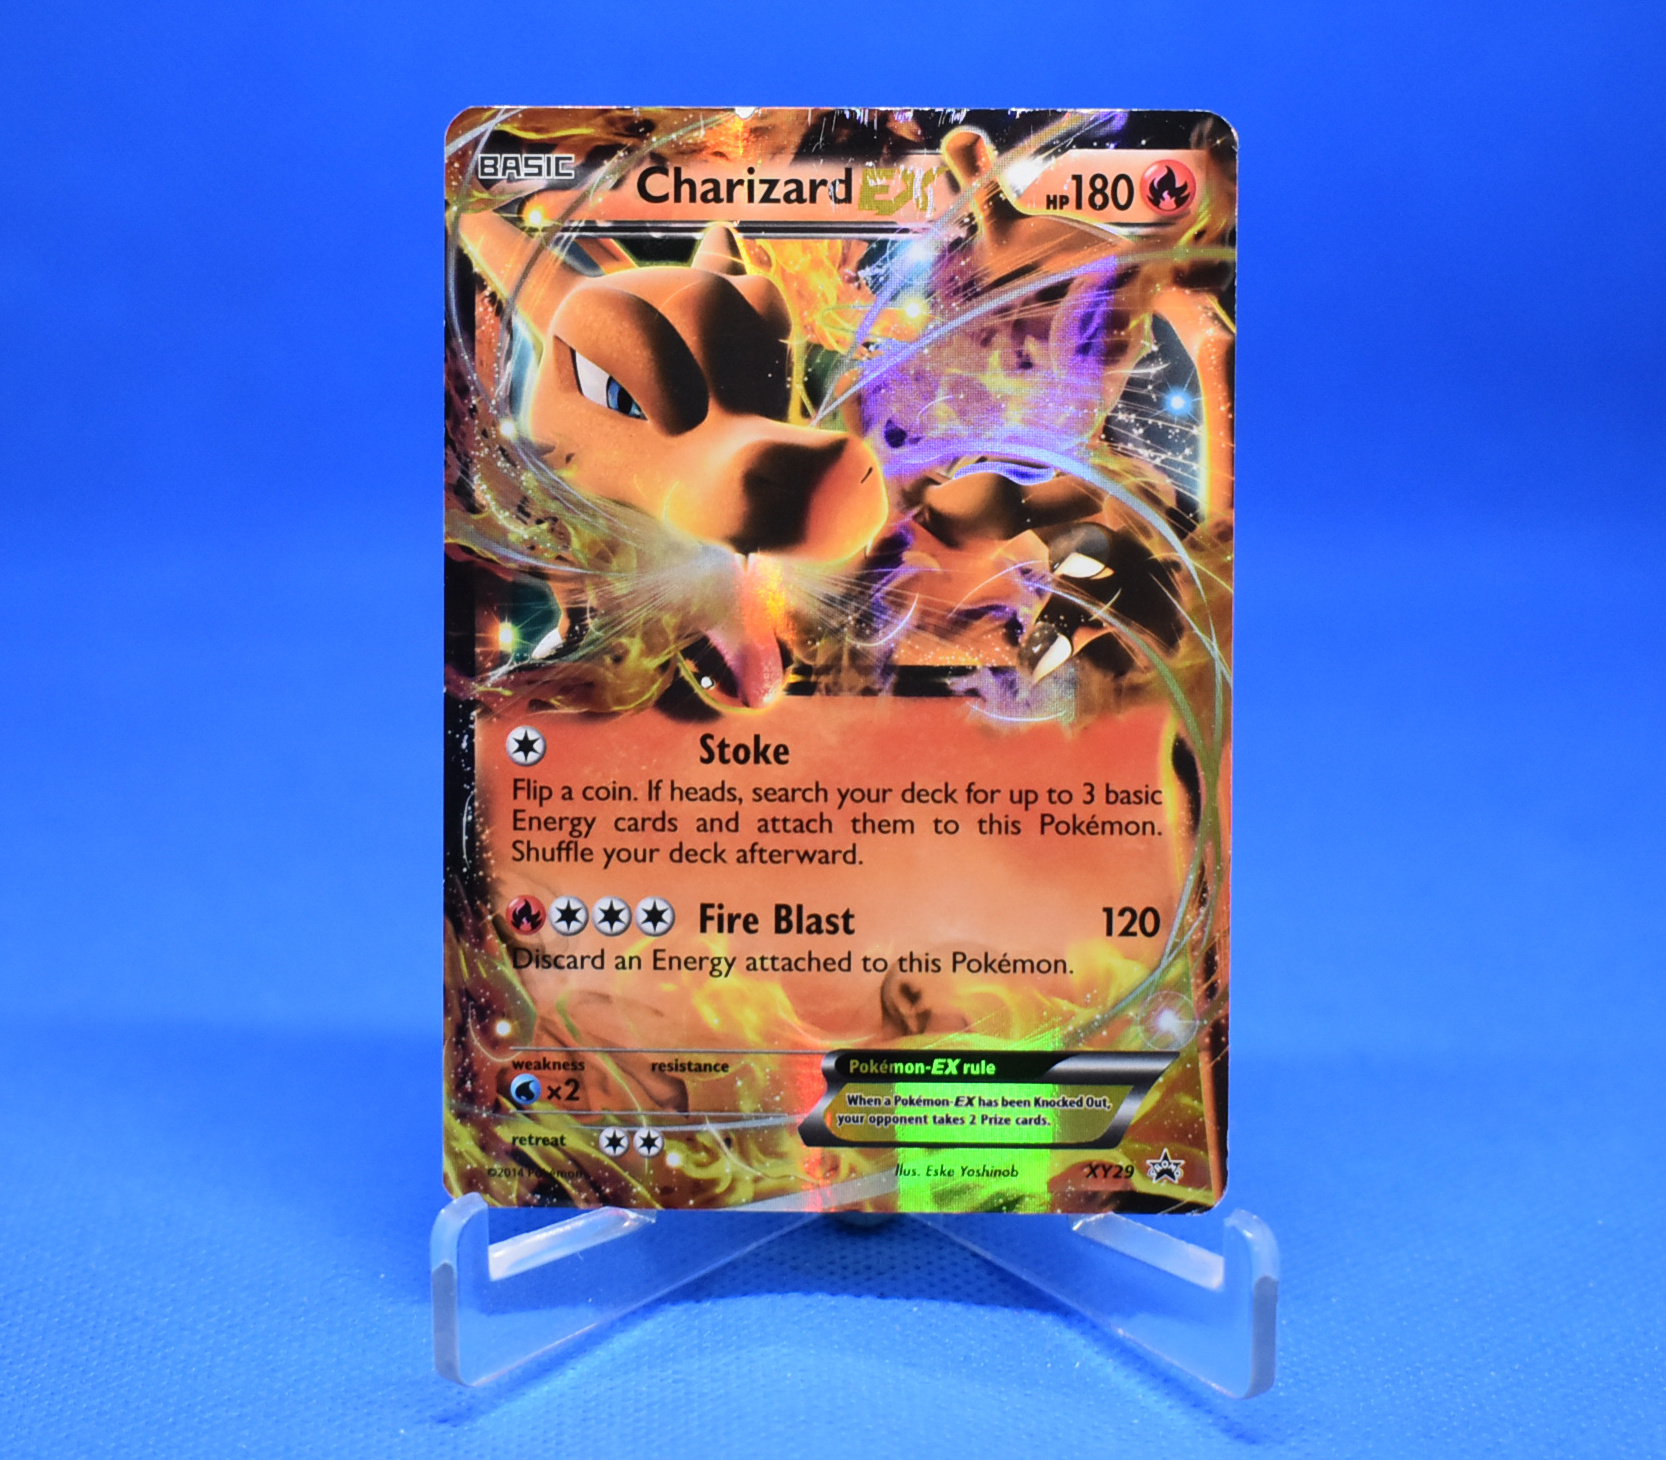 BASIC
Charizard EX
HP 180
Stoke
Flip a coin. If heads, search your deck for up to 3 basic
Energy cards and attach them to this Pokémon.
Shuffle your deck afterward.
Fire Blast 120
Discard an Energy attached to this Pokémon.
weakness resistance
×2
Pokémon-EX rule
When a Pokémon-EX has been Knocked Out,
your opponent takes 2 Prize cards.
retreat
©2014 Pokémon
Illus. Eske Yoshinob XY29
PROMO